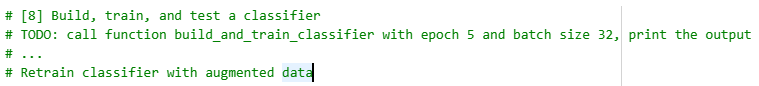 # [8] Build, train, and test a classifier
# TODO: call function build_and_train_classifier with epoch 5 and batch size 32, print the output
# ...
# Retrain classifier with augmented data